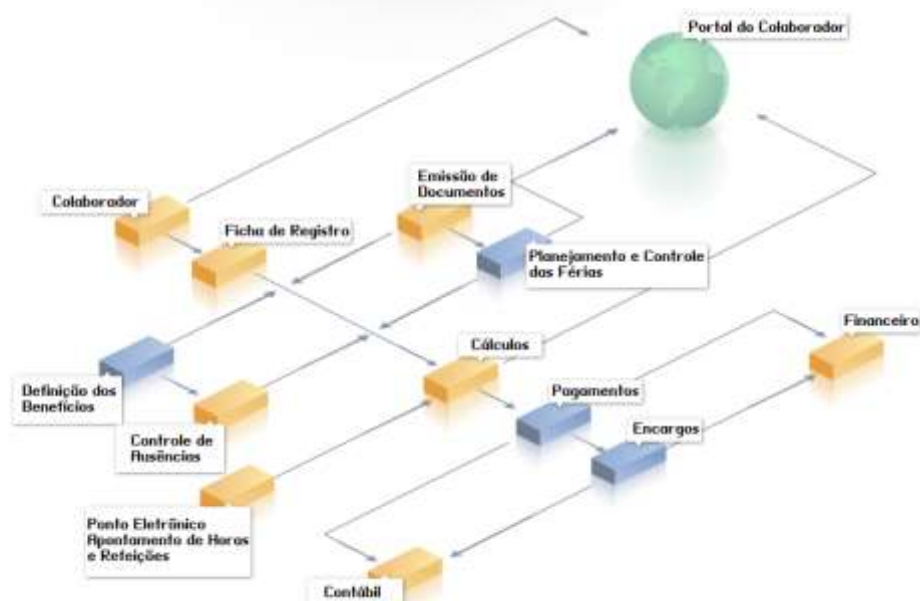 Portal do Colaborador
Emissão de
Documentos
Colaborador
Ficha de Registro
Planejamento e Controle
das Férias
Financeiro
Cálculos
Definição dos
Benefícios
Pagamentos
Encargos
Controle de
Ausências
Ponto Eletrônico
Apontamento de Horas
e Refeições
Contábil